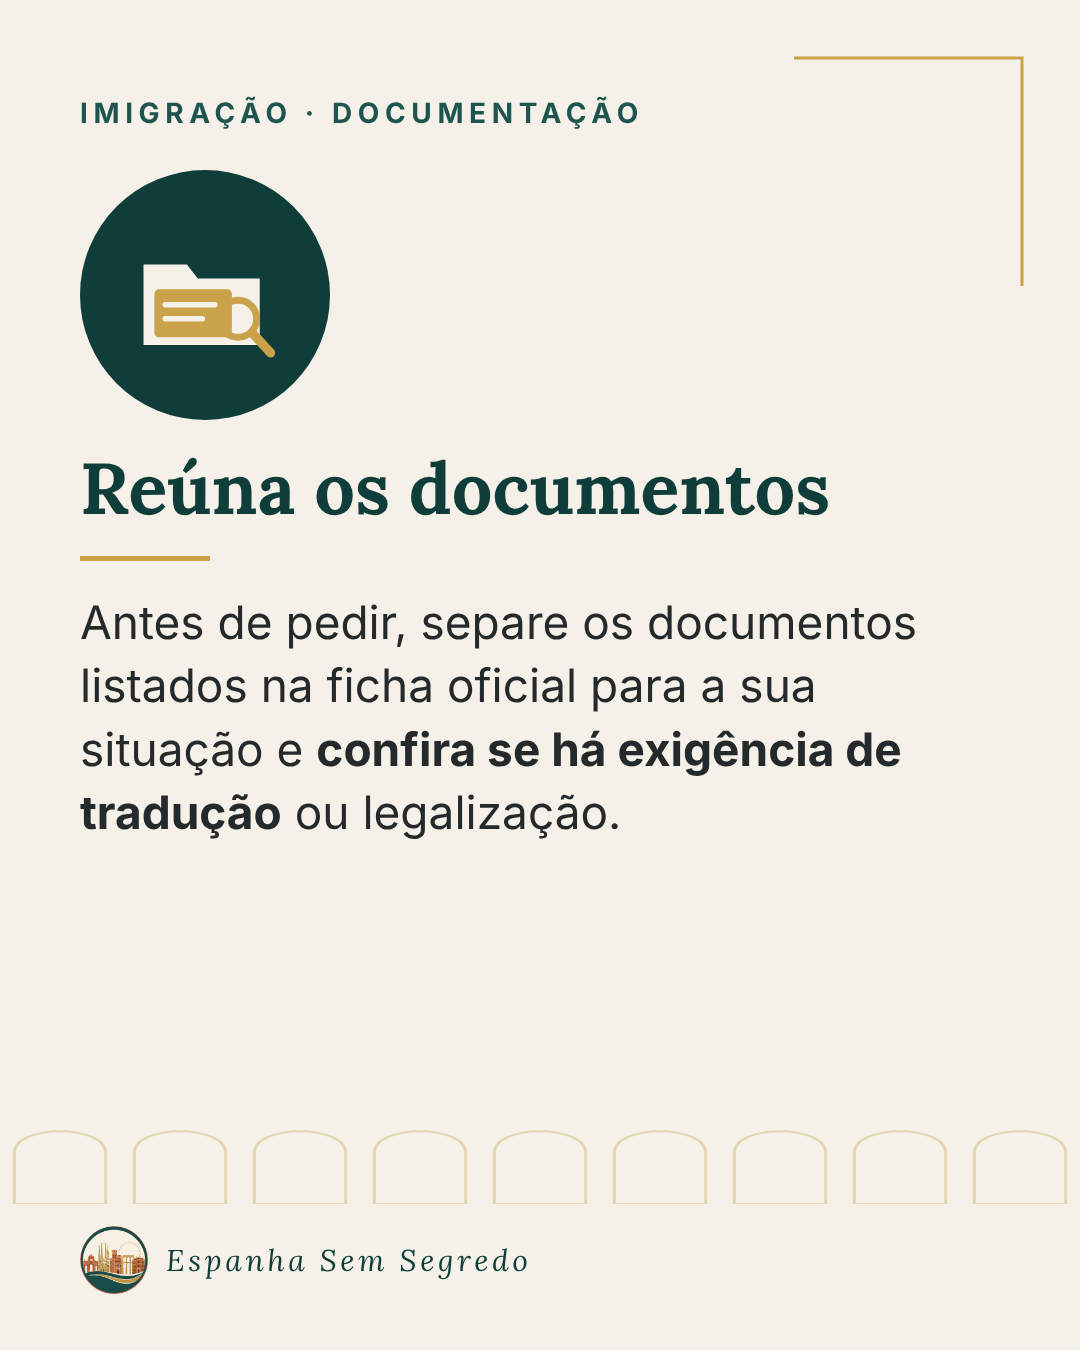 IMIGRAÇÃO · DOCUMENTAÇÃO
Reúna os documentos
Antes de pedir, separe os documentos
listados na ficha oficial para a sua
situação e confira se há exigência de
tradução ou legalização.
Espanha Sem Segredo